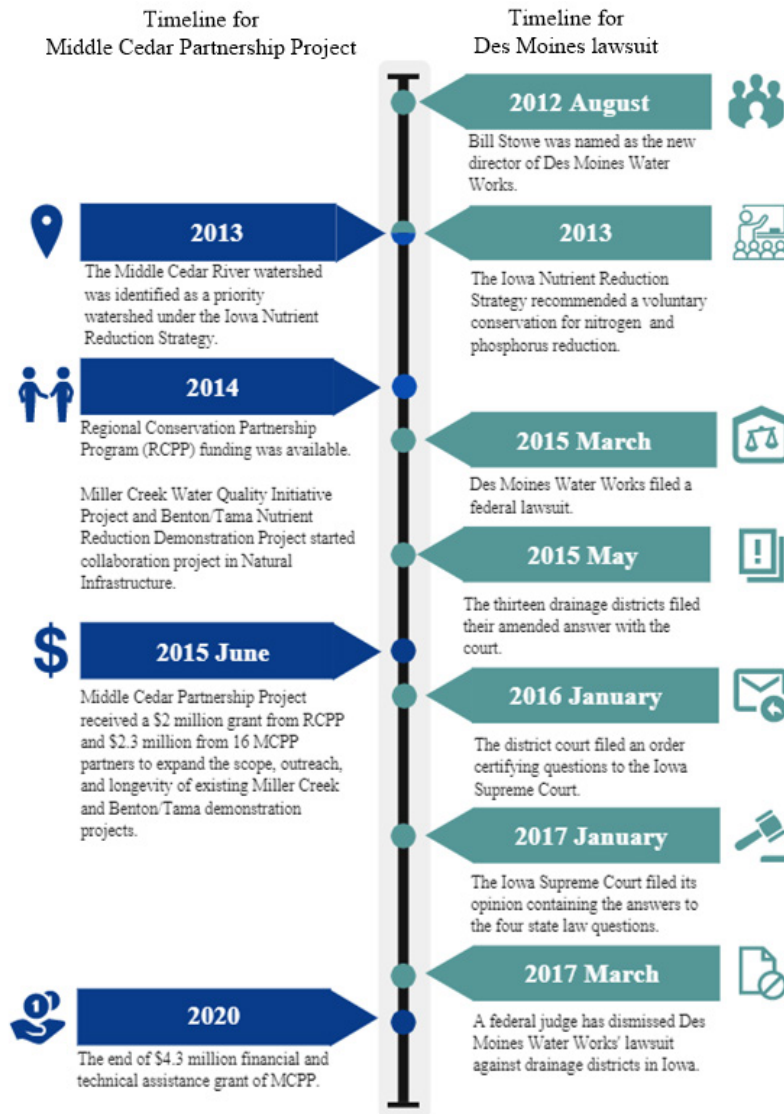 Timeline for
Middle Cedar Partnership Project
Timeline for
Des Moines lawsuit
2012 August
Bill Stowe was named as the new
director of Des Moines Water
Works.
2013
The Middle Cedar River watershed
was identified as a priority
watershed under the Iowa Nutrient
Reduction Strategy.
2013
The Iowa Nutrient Reduction
Strategy recommended a voluntary
conservation for nitrogen and
phosphorus reduction.
2014
Regional Conservation Partnership
Program (RCPP) funding was available.
Miller Creek Water Quality Initiative
Project and Benton/Tama Nutrient
Reduction Demonstration Project started
collaboration project in Natural
Infrastructure.
2015 March
Des Moines Water Works filed a
federal lawsuit.
2015 May
!
The thirteen drainage districts filed
their amended answer with the
court.
$
2015 June
Middle Cedar Partnership Project
received a $2 million grant from RCPP
and $2.3 million from 16 MCPP
partners to expand the scope, outreach,
and longevity of existing Miller Creek
and Benton/Tama demonstration
projects.
2016 January
The district court filed an order
certifying questions to the Iowa
Supreme Court.
2017 January
The Iowa Supreme Court filed its
opinion containing the answers to
the four state law questions.
2017 March
A federal judge has dismissed Des
Moines Water Works' lawsuit
against drainage districts in Iowa.
1
2020
The end of $4.3 million financial and
technical assistance grant of MCPP.